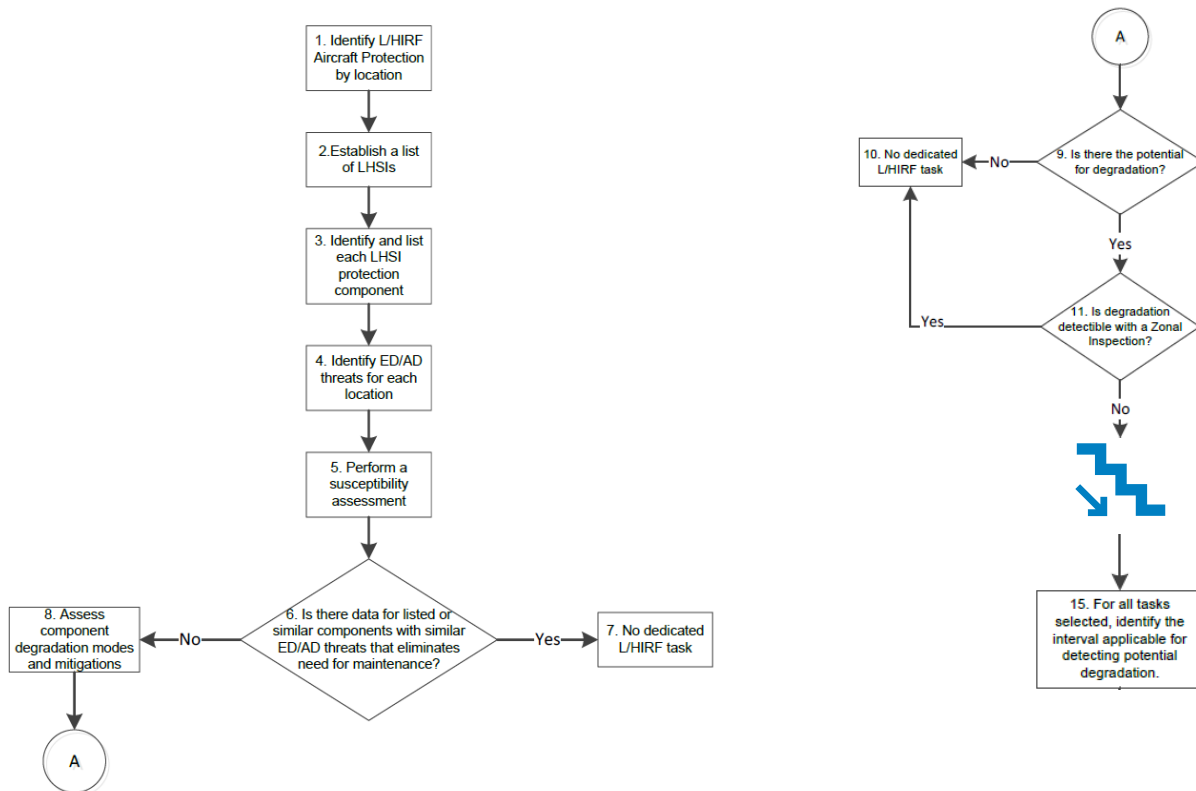 1. Identify L/HIRF
Aircraft Protection
by location
2.Establish a list
of LHSIs
3. Identify and list
each LHSI
protection
component
4. Identify ED/AD
threats for each
location
5. Perform a
susceptibility
assessment
6. Is there data for listed or
similar components with similar
ED/AD threats that eliminates
need for maintenance?
No
Yes
7. No dedicated
L/HIRF task
8. Assess
component
degradation modes
and mitigations
A
A
9. Is there the potential
for degradation?
No
10. No dedicated
L/HIRF task
Yes
11. Is degradation
detectible with a Zonal
Inspection?
Yes
No
15. For all tasks
selected, identify the
interval applicable for
detecting potential
degradation.